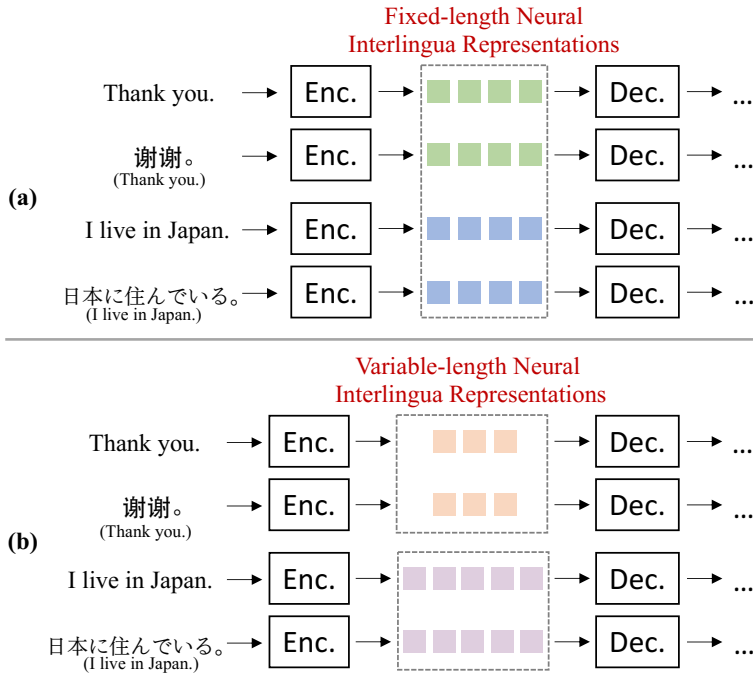 Fixed-length Neural
Interlingua Representations
Thank you. Enc. Dec. ...
谢谢。 Enc. Dec. ...
(Thank you.)
(a)
I live in Japan. Enc. Dec. ...
日本に住んでいる。 Enc. Dec. ...
(I live in Japan.)
Variable-length Neural
Interlingua Representations
Thank you. Enc. Dec. ...
谢谢。 Enc. Dec. ...
(Thank you.)
(b)
I live in Japan. Enc. Dec. ...
日本に住んでいる。 Enc. Dec. ...
(I live in Japan.)